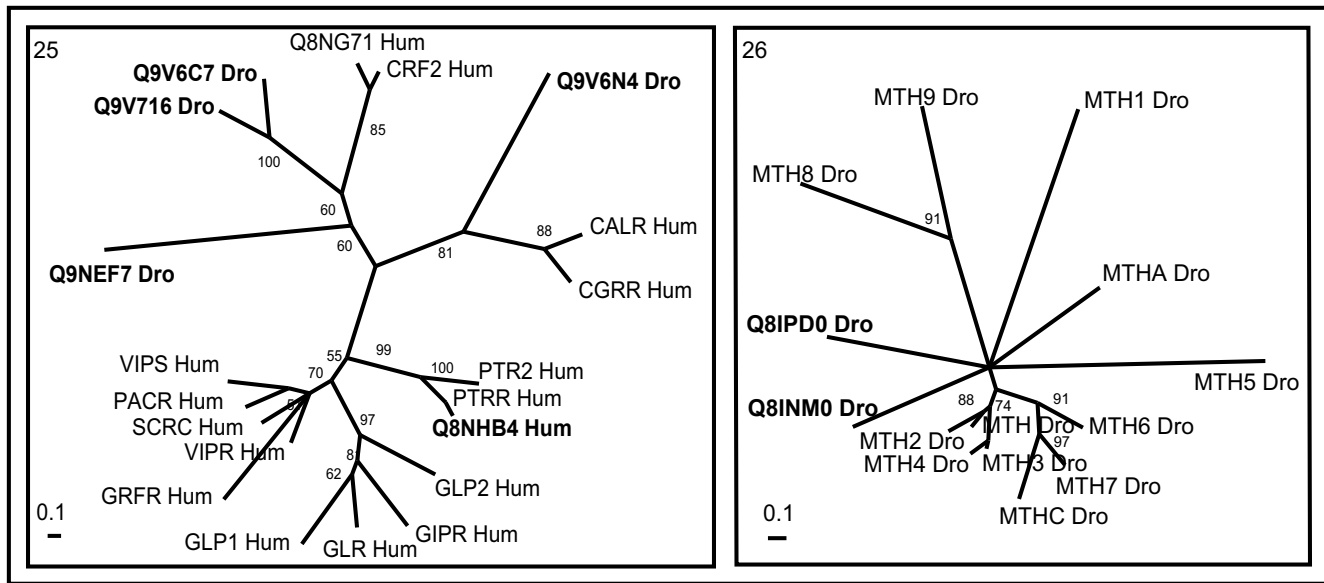 25
Q8NG71 Hum
CRF2 Hum
Q9V6C7 Dro
Q9V716 Dro
Q9V6N4 Dro
85
100
60
60
88
CALR Hum
81
CGRR Hum
Q9NEF7 Dro
55
99
VIPS Hum
70
100
PTR2 Hum
PACR Hum
PTRR Hum
SCRC Hum
97
Q8NHB4 Hum
VIPR Hum
62
GRFR Hum
GLP2 Hum
0.1
GLP1 Hum
GLR Hum
GIPR Hum
26
MTH9 Dro
MTH1 Dro
MTH8 Dro
91
MTHA Dro
Q8IPD0 Dro
MTH5 Dro
Q8INM0 Dro
88
74
91
MTH2 Dro
MTH Dro
MTH6 Dro
97
MTH4 Dro
MTH3 Dro
MTH7 Dro
MTHC Dro
0.1